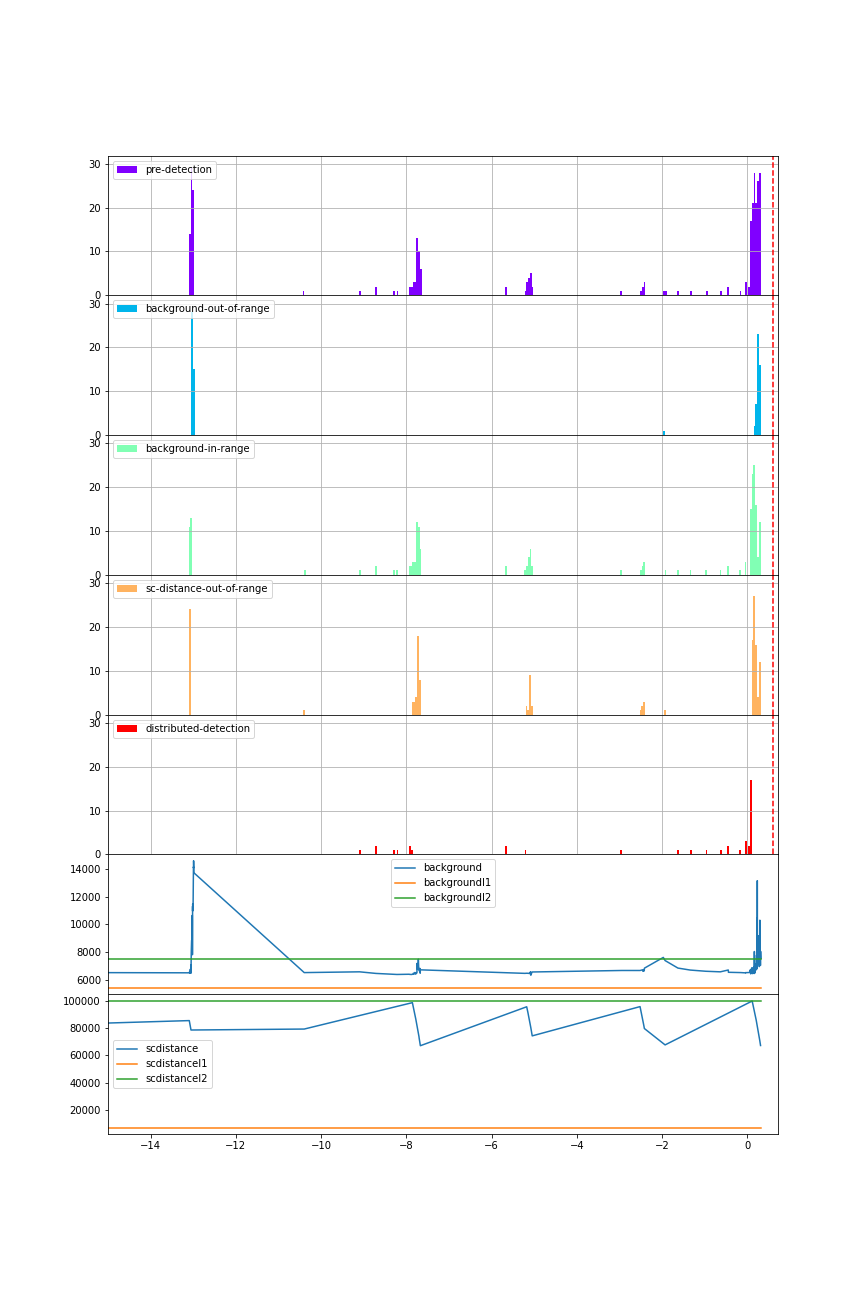 30
20
10
0
pre-detection
30
20
10
0
background-out-of-range
30
20
10
0
background-in-range
30
20
10
0
sc-distance-out-of-range
30
20
10
0
distributed-detection
14000
12000
10000
8000
6000
background
backgroundl1
backgroundl2
100000
80000
60000
40000
20000
scdistance
scdistancel1
scdistancel2
−14 −12 −10 −8 −6 −4 −2 0